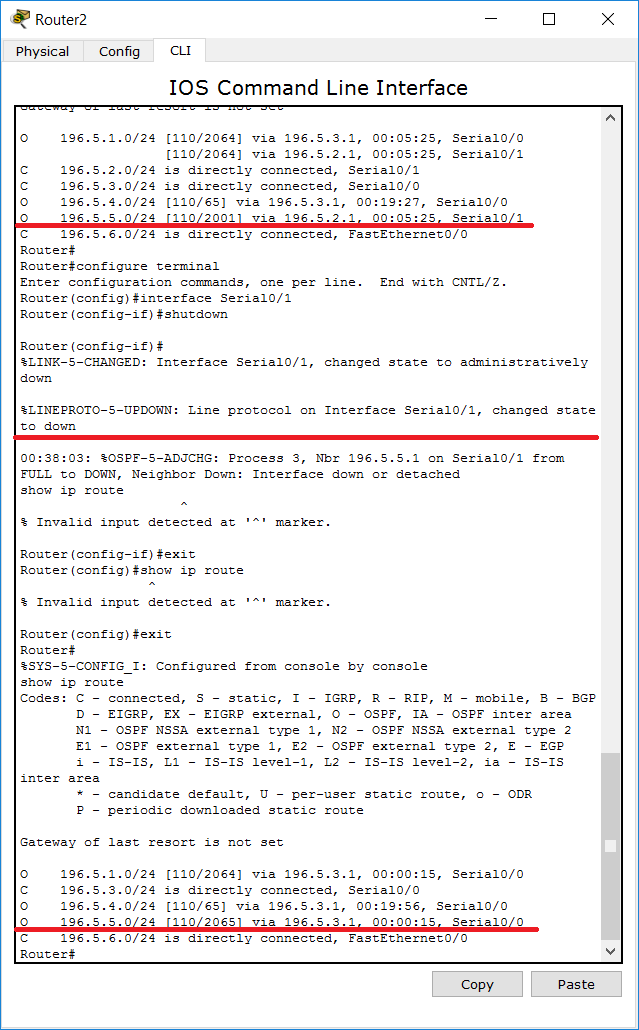 Router2
Physical Config CLI
IOS Command Line Interface
Gateway of last resort is not set
O 196.5.1.0/24 [110/2064] via 196.5.3.1, 00:05:25, Serial0/0
[110/2064] via 196.5.2.1, 00:05:25, Serial0/1
C 196.5.2.0/24 is directly connected, Serial0/1
C 196.5.3.0/24 is directly connected, Serial0/0
O 196.5.4.0/24 [110/65] via 196.5.3.1, 00:19:27, Serial0/0
O 196.5.5.0/24 [110/2001] via 196.5.2.1, 00:05:25, Serial0/1
C 196.5.6.0/24 is directly connected, FastEthernet0/0
Router#
Router#configure terminal
Enter configuration commands, one per line. End with CNTL/Z.
Router(config)#interface Serial0/1
Router(config-if)#shutdown
Router(config-if)#
%LINK-5-CHANGED: Interface Serial0/1, changed state to administratively
down
%LINEPROTO-5-UPDOWN: Line protocol on Interface Serial0/1, changed state
to down
00:38:03: %OSPF-5-ADJCHG: Process 3, Nbr 196.5.5.1 on Serial0/1 from
FULL to DOWN, Neighbor Down: Interface down or detached
show ip route
^
% Invalid input detected at '^' marker.
Router(config-if)#exit
Router(config)#show ip route
^
% Invalid input detected at '^' marker.
Router(config)#exit
Router#
%SYS-5-CONFIG_I: Configured from console by console
show ip route
Codes: C - connected, S - static, I - IGRP, R - RIP, M - mobile, B - BGP
D - EIGRP, EX - EIGRP external, O - OSPF, IA - OSPF inter area
N1 - OSPF NSSA external type 1, N2 - OSPF NSSA external type 2
E1 - OSPF external type 1, E2 - OSPF external type 2, E - EGP
i - IS-IS, L1 - IS-IS level-1, L2 - IS-IS level-2, ia - IS-IS
inter area
* - candidate default, U - per-user static route, o - ODR
P - periodic downloaded static route
Gateway of last resort is not set
O 196.5.1.0/24 [110/2064] via 196.5.3.1, 00:00:15, Serial0/0
C 196.5.3.0/24 is directly connected, Serial0/0
O 196.5.4.0/24 [110/65] via 196.5.3.1, 00:19:56, Serial0/0
O 196.5.5.0/24 [110/2065] via 196.5.3.1, 00:00:15, Serial0/0
C 196.5.6.0/24 is directly connected, FastEthernet0/0
Router#
Copy Paste